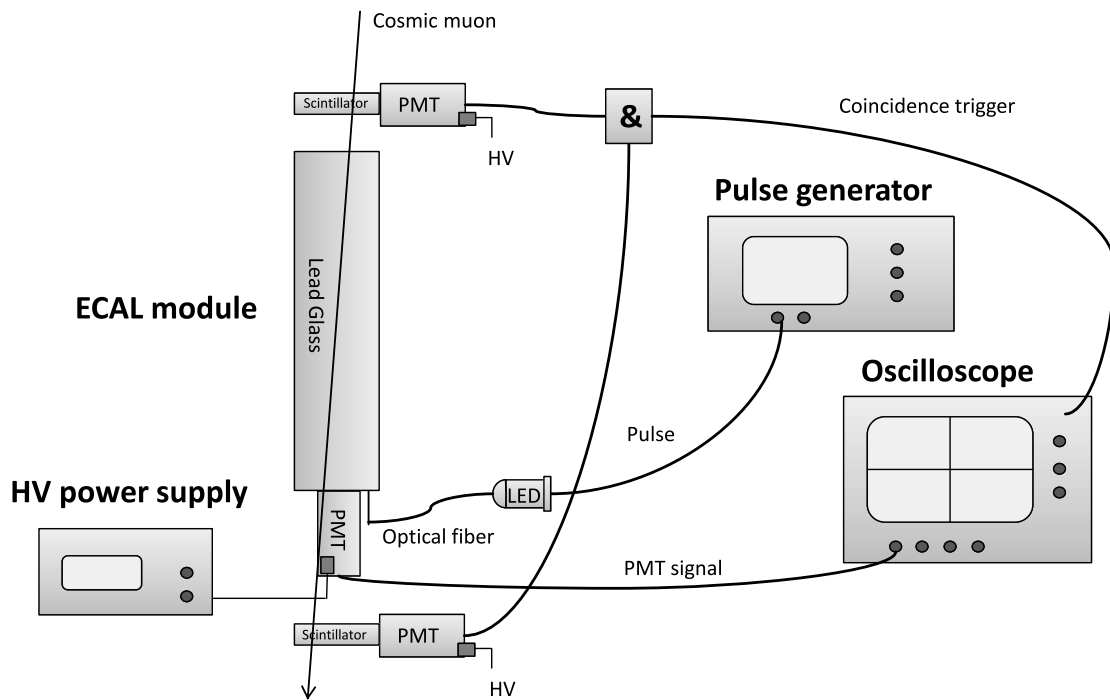 Cosmic muon
Scintillator
PMT
&
Coincidence trigger
HV
Pulse generator
Lead Glass
ECAL module
Oscilloscope
Pulse
HV power supply
LED
PMT
Optical fiber
PMT signal
Scintillator
PMT
HV